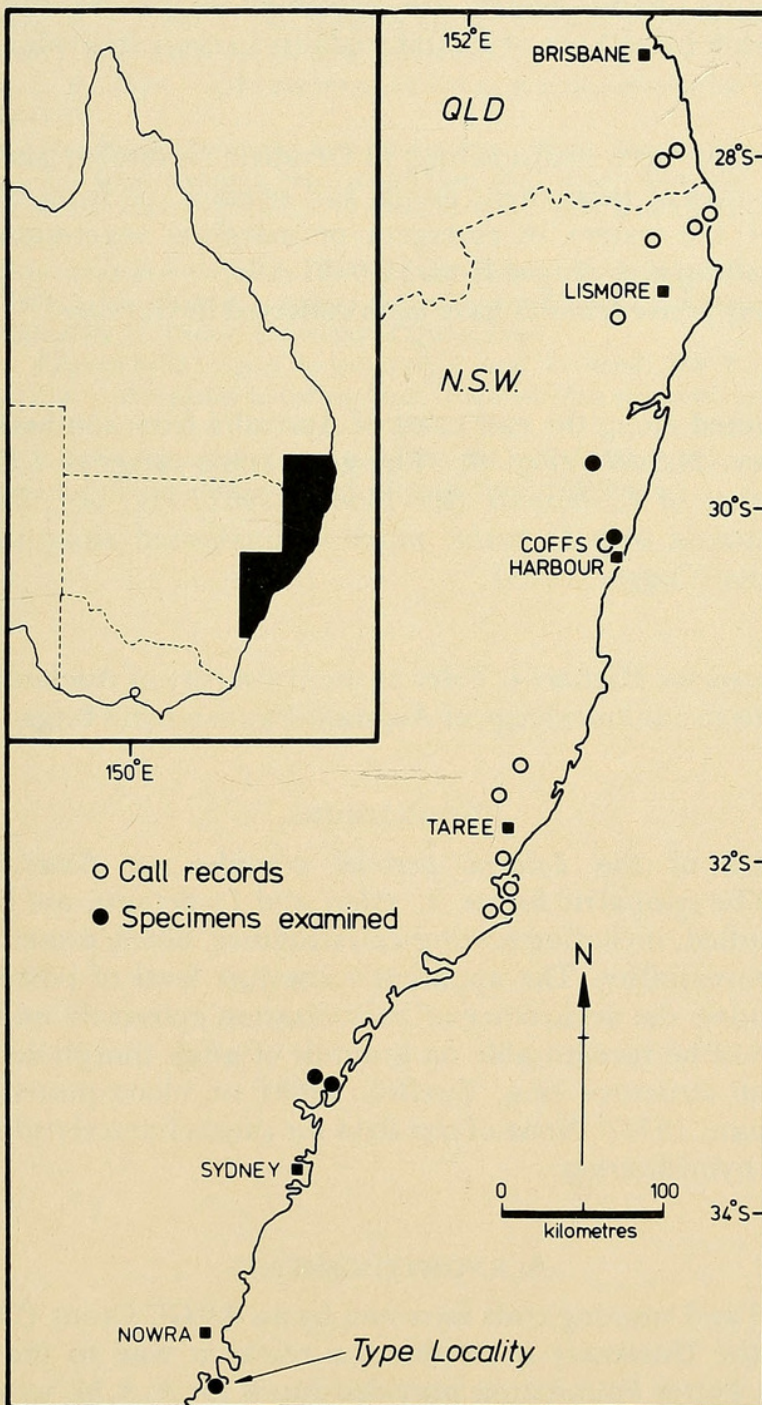 152°E
BRISBANE
QLD
28°S
LISMORE
N.S.W.
30°S
COFFS
HARBOUR
150°E
TAREE
32°S
Call records
Specimens examined
N
SYDNEY
0 100
kilometres
34°S
NOWRA
Type Locality